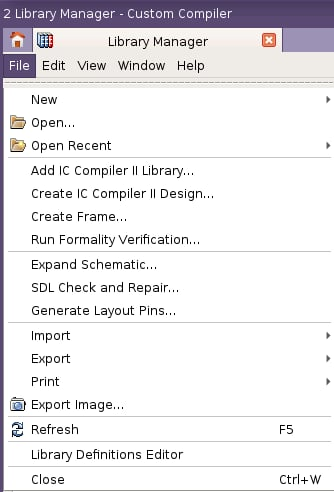 2 Library Manager - Custom Compiler
Library Manager
File Edit View Window Help
New
Open...
Open Recent
Add IC Compiler II Library...
Create IC Compiler II Design...
Create Frame...
Run Formality Verification...
Expand Schematic...
SDL Check and Repair...
Generate Layout Pins...
Import
Export
Print
Export Image...
Refresh F5
Library Definitions Editor
Close Ctrl+W